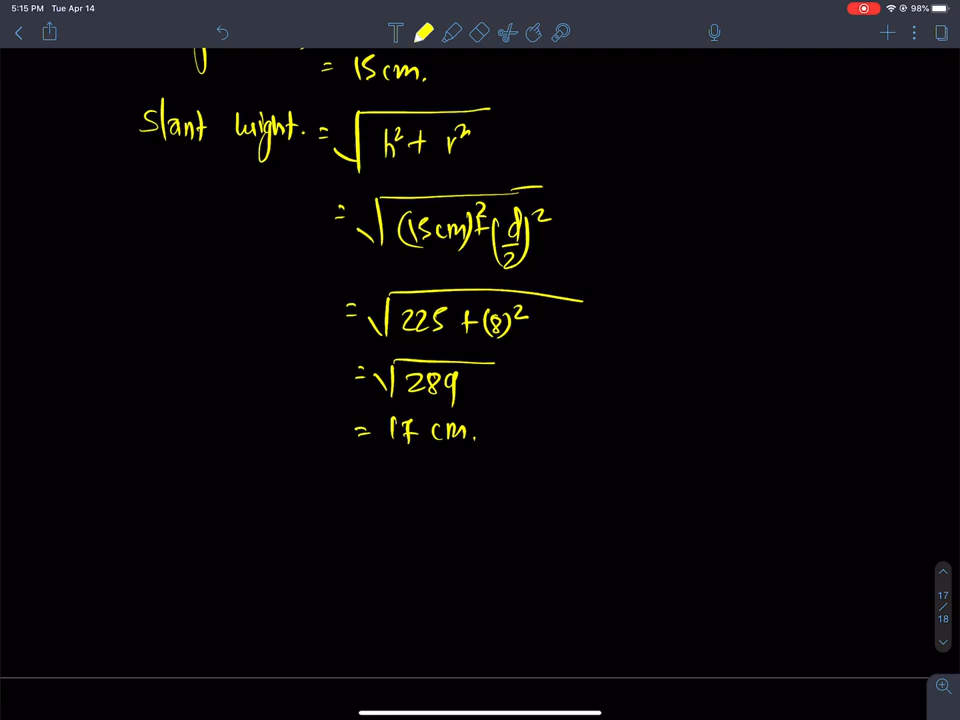 5:15 PM Tue Apr 14
98%
= 15 cm.
Slant hight. = √h² + r²
= √(15cm)² + (d/2)²
= √225 + (8)²
= √289
= 17 cm.
17
/
18